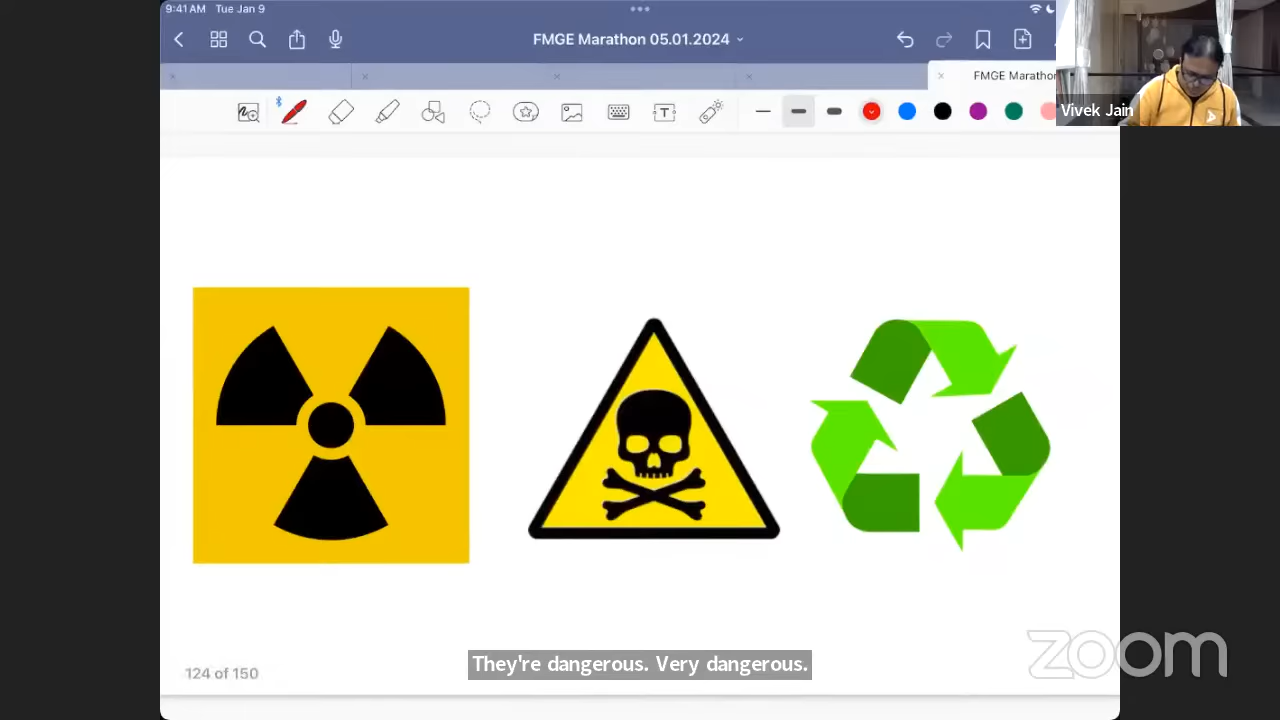 9:41 AM Tue Jan 9
FMGE Marathon 05.01.2024
FMGE Maratho
T
Vivek Jain
They're dangerous. Very dangerous.
124 of 150
zoom